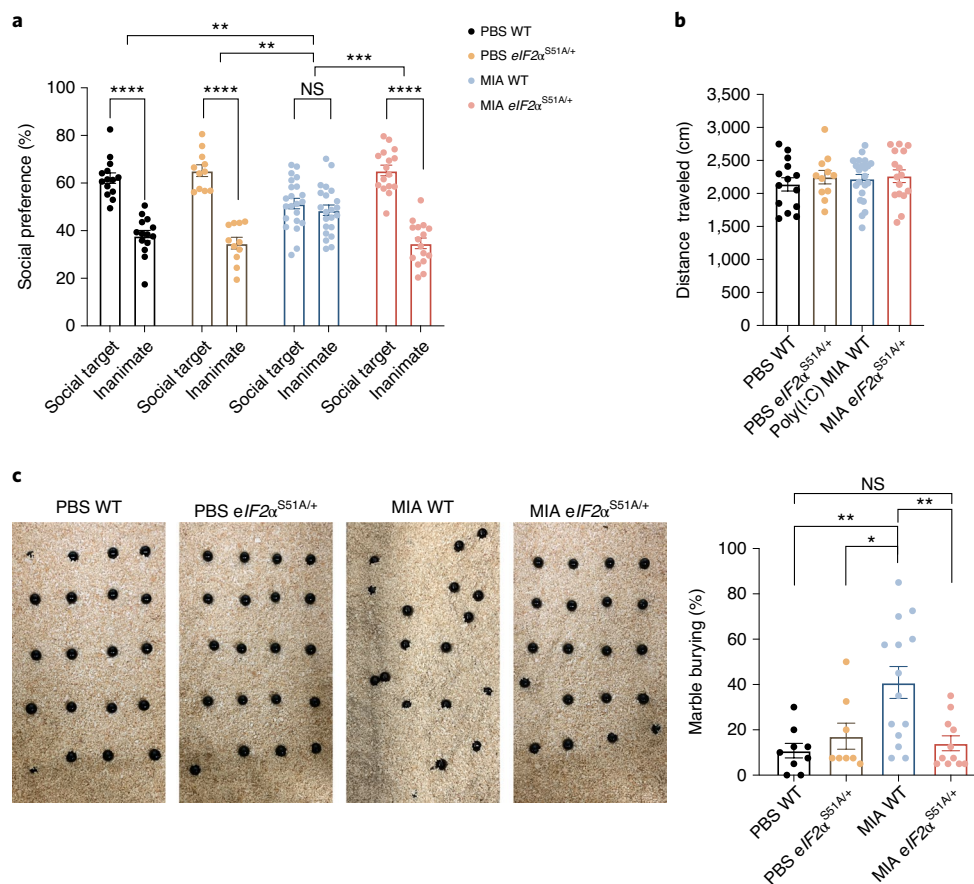 a
**
**
***
****
****
NS
****
PBS WT
PBS eIF2α^S51A/+
MIA WT
MIA eIF2α^S51A/+
Social preference (%)
100
80
60
40
20
0
Social target
Inanimate
Social target
Inanimate
Social target
Inanimate
Social target
Inanimate
b
Distance traveled (cm)
3,500
3,000
2,500
2,000
1,500
1,000
500
0
PBS WT
PBS eIF2α^S51A/+
Poly(I:C) MIA WT
MIA eIF2α^S51A/+
c
PBS WT
PBS eIF2α^S51A/+
MIA WT
MIA eIF2α^S51A/+
NS
**
**
*
Marble burying (%)
100
80
60
40
20
0
PBS WT
PBS eIF2α^S51A/+
MIA WT
MIA eIF2α^S51A/+